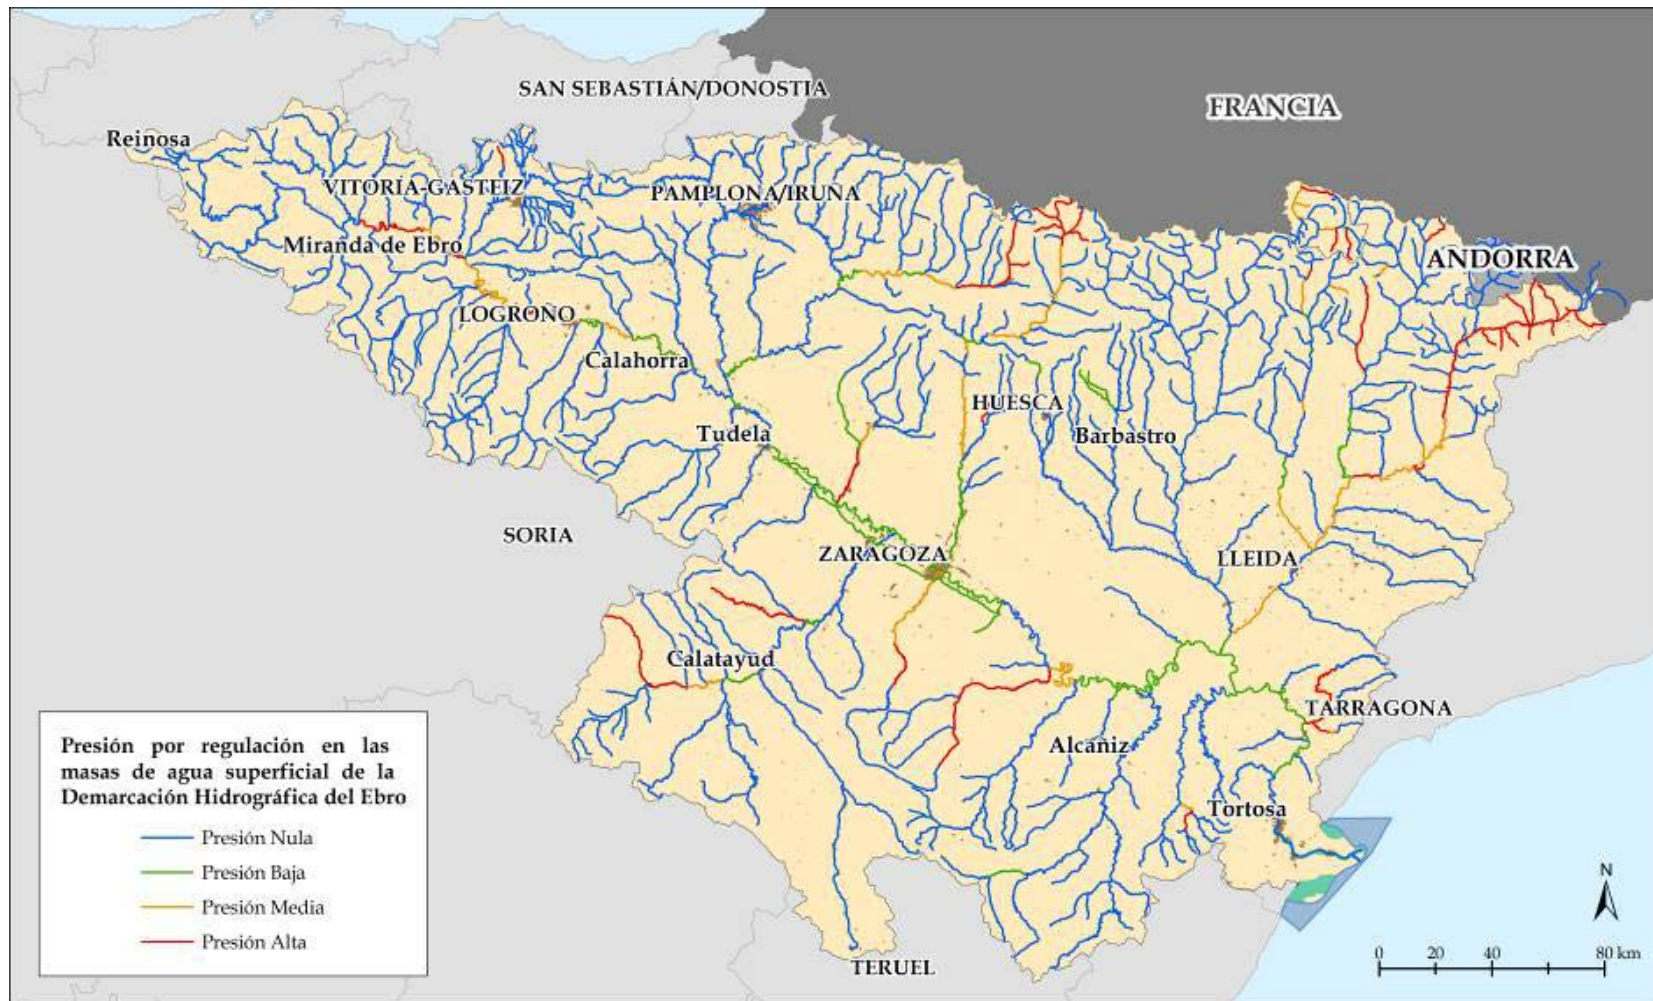 SAN SEBASTIÁN/DONOSTIA
FRANCIA
Reinosa
VITORIA-GASTEIZ
PAMPLONA/IRUÑA
Miranda de Ebro
ANDORRA
LOGROÑO
Calahorra
HUESCA
Tudela
Barbastro
SORIA
ZARAGOZA
LLEIDA
Calatayud
TARRAGONA
Alcañiz
Tortosa
TERUEL
Presión por regulación en las
masas de agua superficial de la
Demarcación Hidrográfica del Ebro
Presión Nula
Presión Baja
Presión Media
Presión Alta
N
0 20 40 80 km